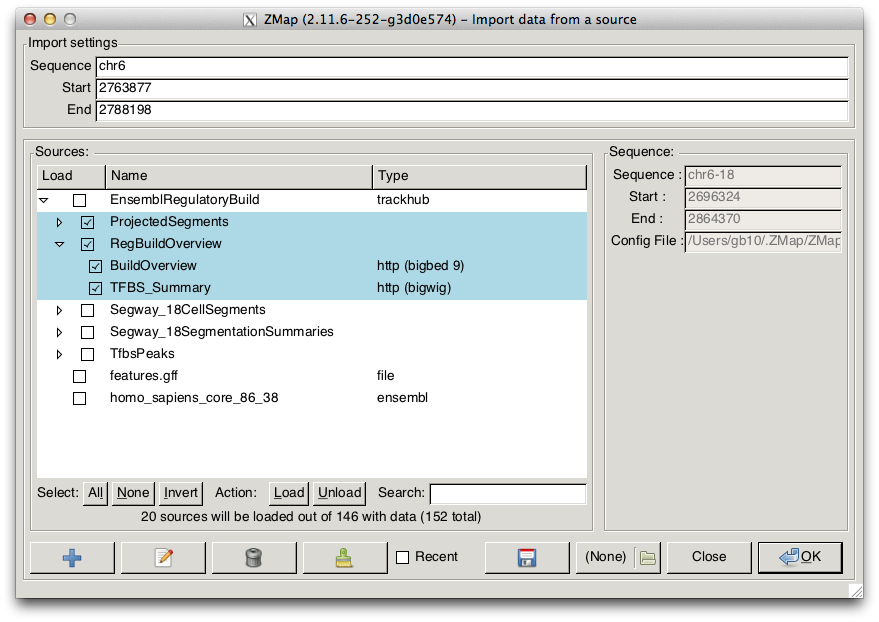 ZMap (2.11.6-252-g3d0e574) - Import data from a source
Import settings
Sequence chr6
Start 2763877
End 2788198
Sources:
Load Name Type
EnsemblRegulatoryBuild trackhub
ProjectedSegments
RegBuildOverview
BuildOverview http (bigbed 9)
TFBS_Summary http (bigwig)
Segway_18CellSegments
Segway_18SegmentationSummaries
TfbsPeaks
features.gff file
homo_sapiens_core_86_38 ensembl
Select: All None Invert Action: Load Unload Search:
20 sources will be loaded out of 146 with data (152 total)
Sequence:
Sequence : chr6-18
Start : 2696324
End : 2864370
Config File : /Users/gb10/.ZMap/ZMap
Recent (None) Close OK